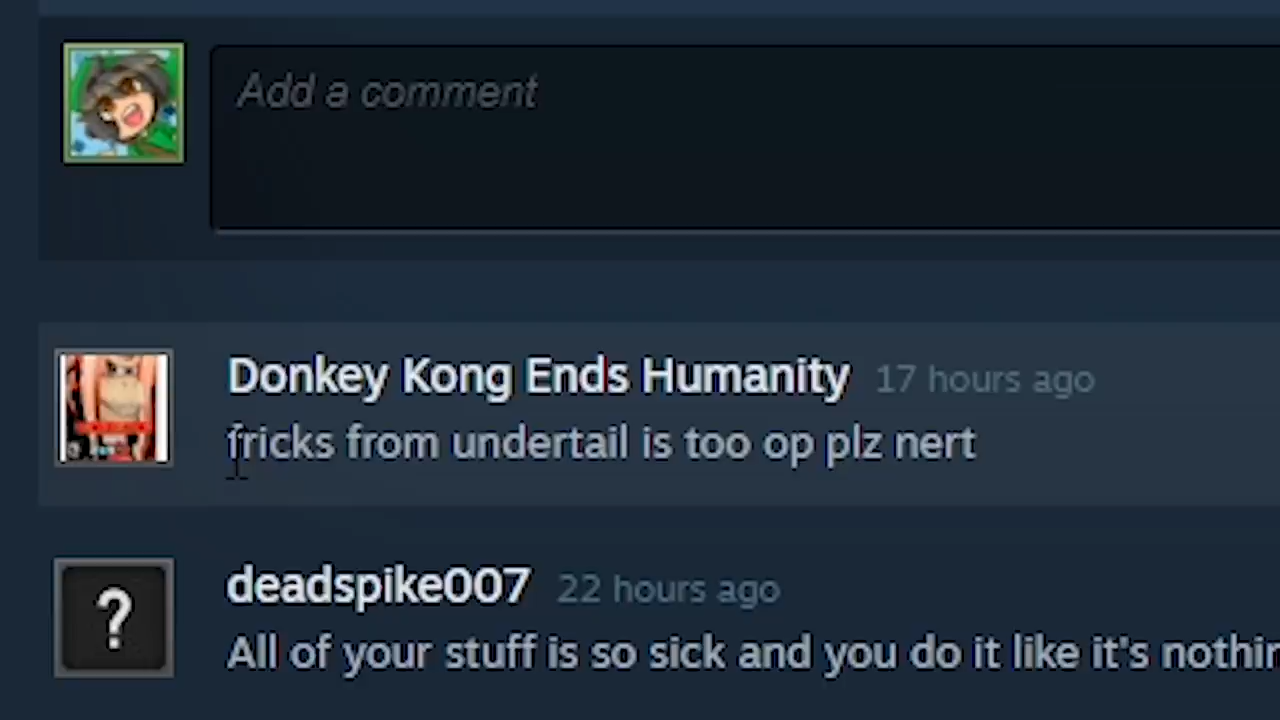 Add a comment
Donkey Kong Ends Humanity 17 hours ago
fricks from undertail is too op plz nert
deadspike007 22 hours ago
?
All of your stuff is so sick and you do it like it's